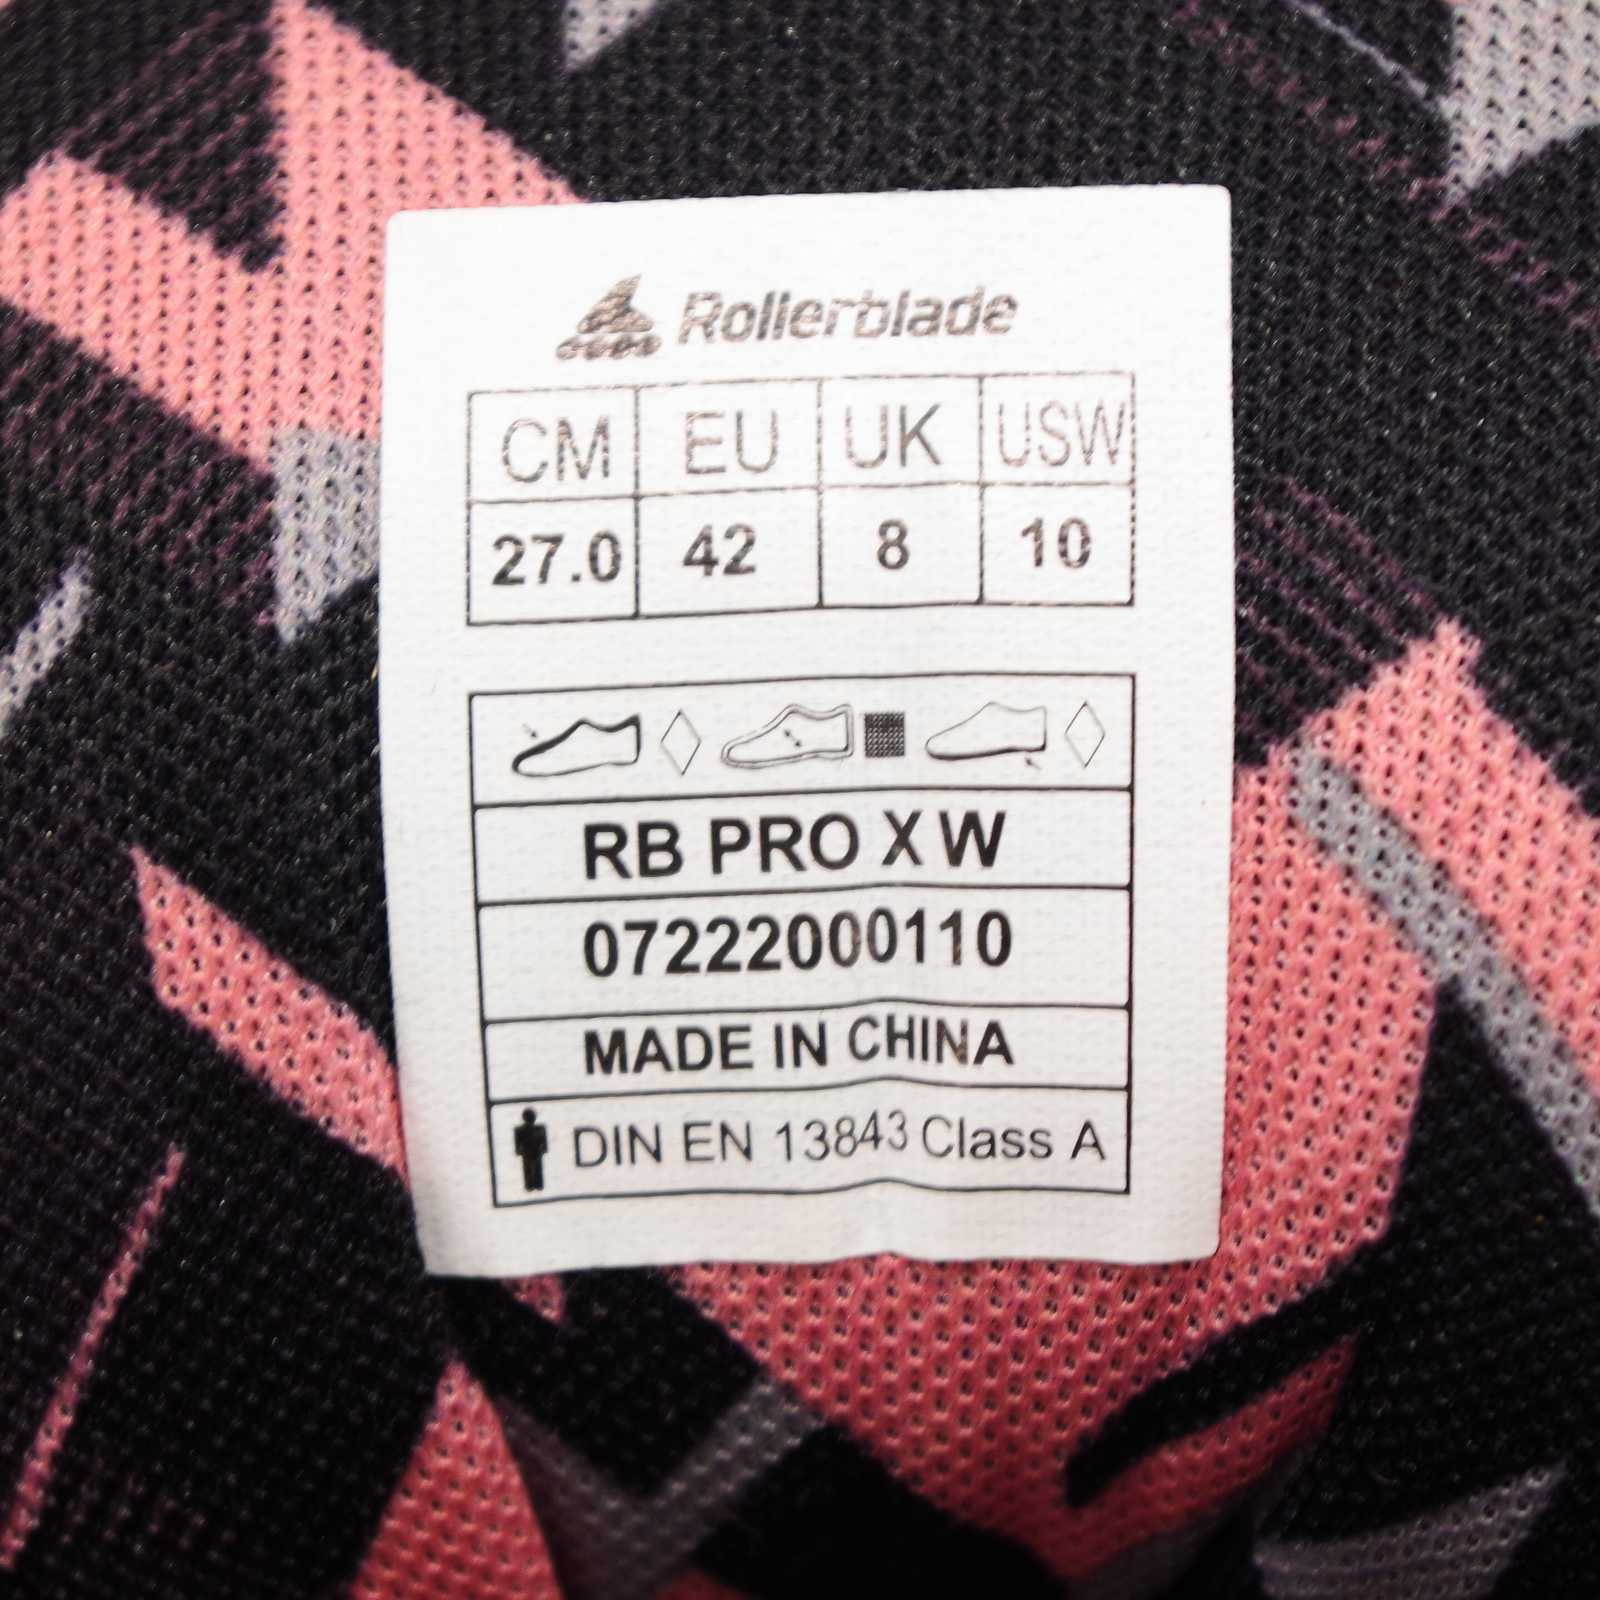 Rollerblade
CM EU UK USW
27.0 42 8 10
RB PRO X W
07222000110
MADE IN CHINA
DIN EN 13843 Class A